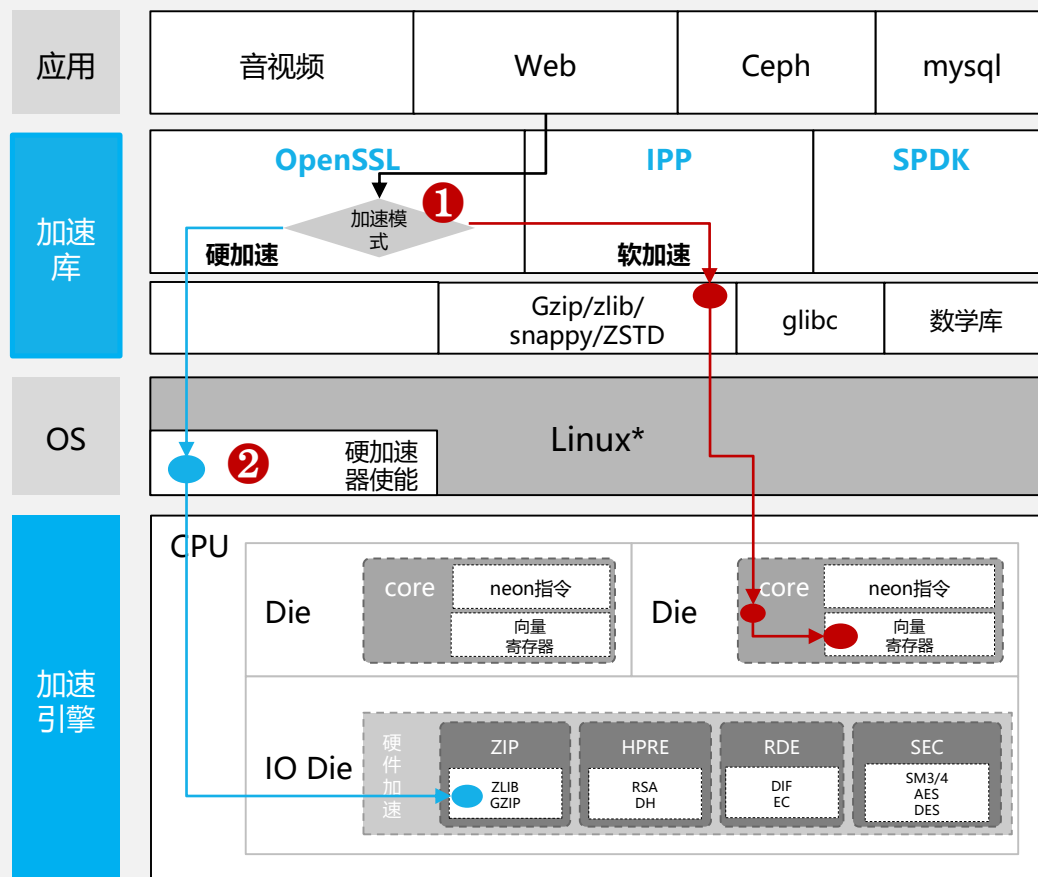 应用
音视频
Web
Ceph
mysql
加速
库
OpenSSL
IPP
SPDK
加速模
式
❶
硬加速
软加速
Gzip/zlib/
snappy/ZSTD
glibc
数学库
OS
Linux*
❷
硬加速
器使能
加速
引擎
CPU
Die
core
neon指令
向量
寄存器
Die
core
neon指令
向量
寄存器
IO Die
硬
件
加
速
ZIP
ZLIB
GZIP
HPRE
RSA
DH
RDE
DIF
EC
SEC
SM3/4
AES
DES